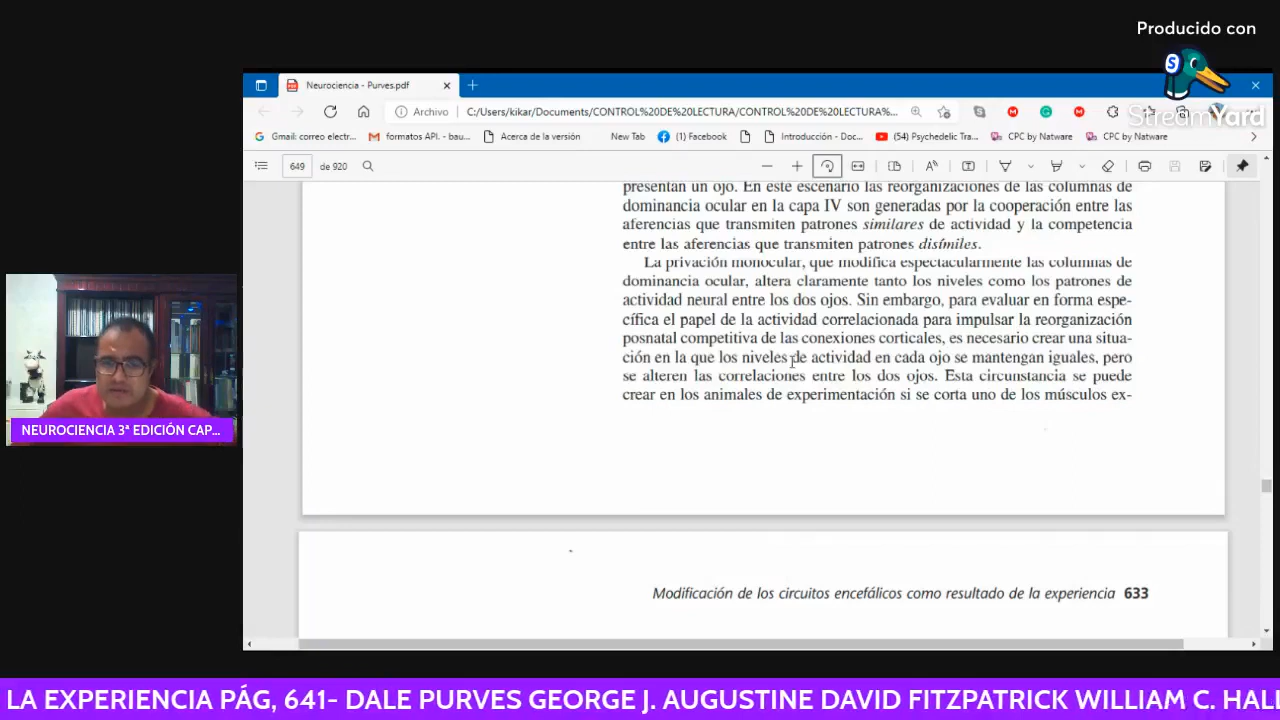 Producido con
StreamYard
Neurociencia - Purves.pdf
Archivo C:/Users/kikar/Documents/CONTROL%20DE%20LECTURA/CONTROL%20DE%20LECTURA%...
Gmail: correo electr... formatos API. - bau... Acerca de la versión New Tab (1) Facebook Introducción - Doc... (54) Psychedelic Tra... CPC by Natware CPC by Natware
649 de 920
presentan un ojo. En este escenario las reorganizaciones de las columnas de
dominancia ocular en la capa IV son generadas por la cooperación entre las
aferencias que transmiten patrones similares de actividad y la competencia
entre las aferencias que transmiten patrones disímiles.
La privación monocular, que modifica espectacularmente las columnas de
dominancia ocular, altera claramente tanto los niveles como los patrones de
actividad neural entre los dos ojos. Sin embargo, para evaluar en forma espe-
cífica el papel de la actividad correlacionada para impulsar la reorganización
posnatal competitiva de las conexiones corticales, es necesario crear una situa-
ción en la que los niveles de actividad en cada ojo se mantengan iguales, pero
se alteren las correlaciones entre los dos ojos. Esta circunstancia se puede
crear en los animales de experimentación si se corta uno de los músculos ex-
Modificación de los circuitos encefálicos como resultado de la experiencia 633
NEUROCIENCIA 3ª EDICIÓN CAP...
LA EXPERIENCIA PÁG, 641- DALE PURVES GEORGE J. AUGUSTINE DAVID FITZPATRICK WILLIAM C. HALL